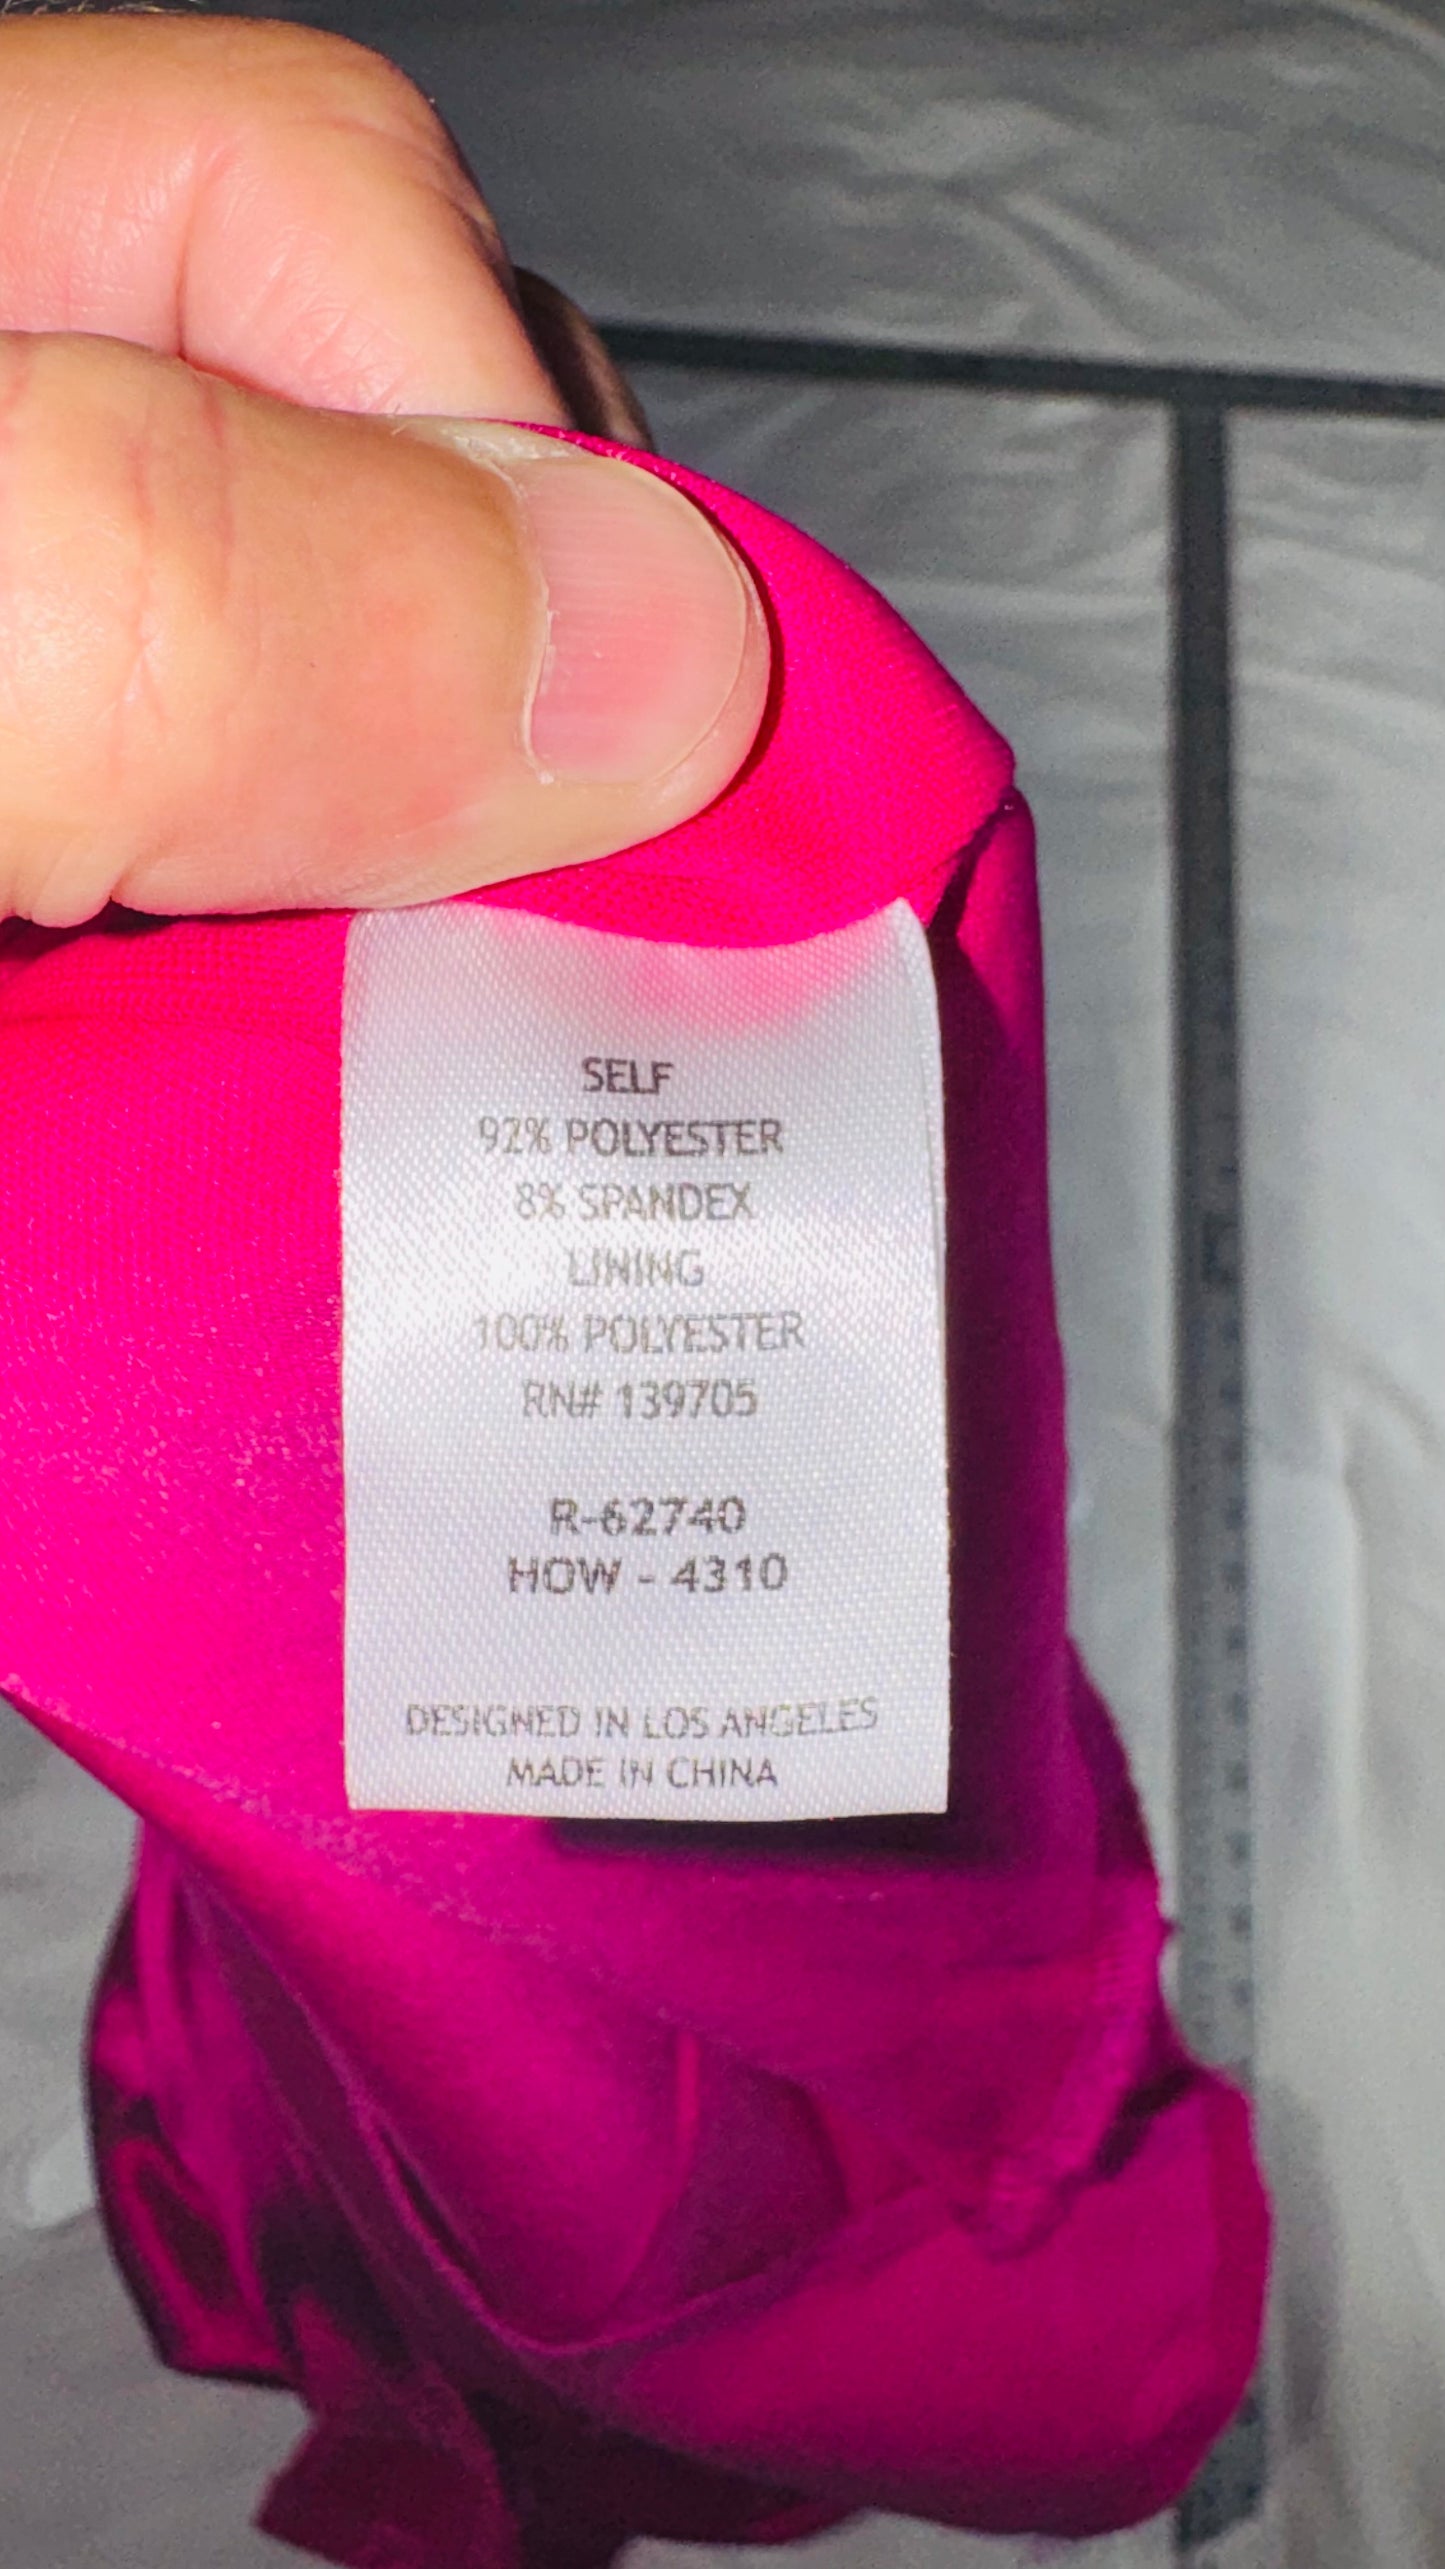 SELF
92% POLYESTER
8% SPANDEX
LINING
100% POLYESTER
RN# 139705
R-62740
HOW - 4310
DESIGNED IN LOS ANGELES
MADE IN CHINA